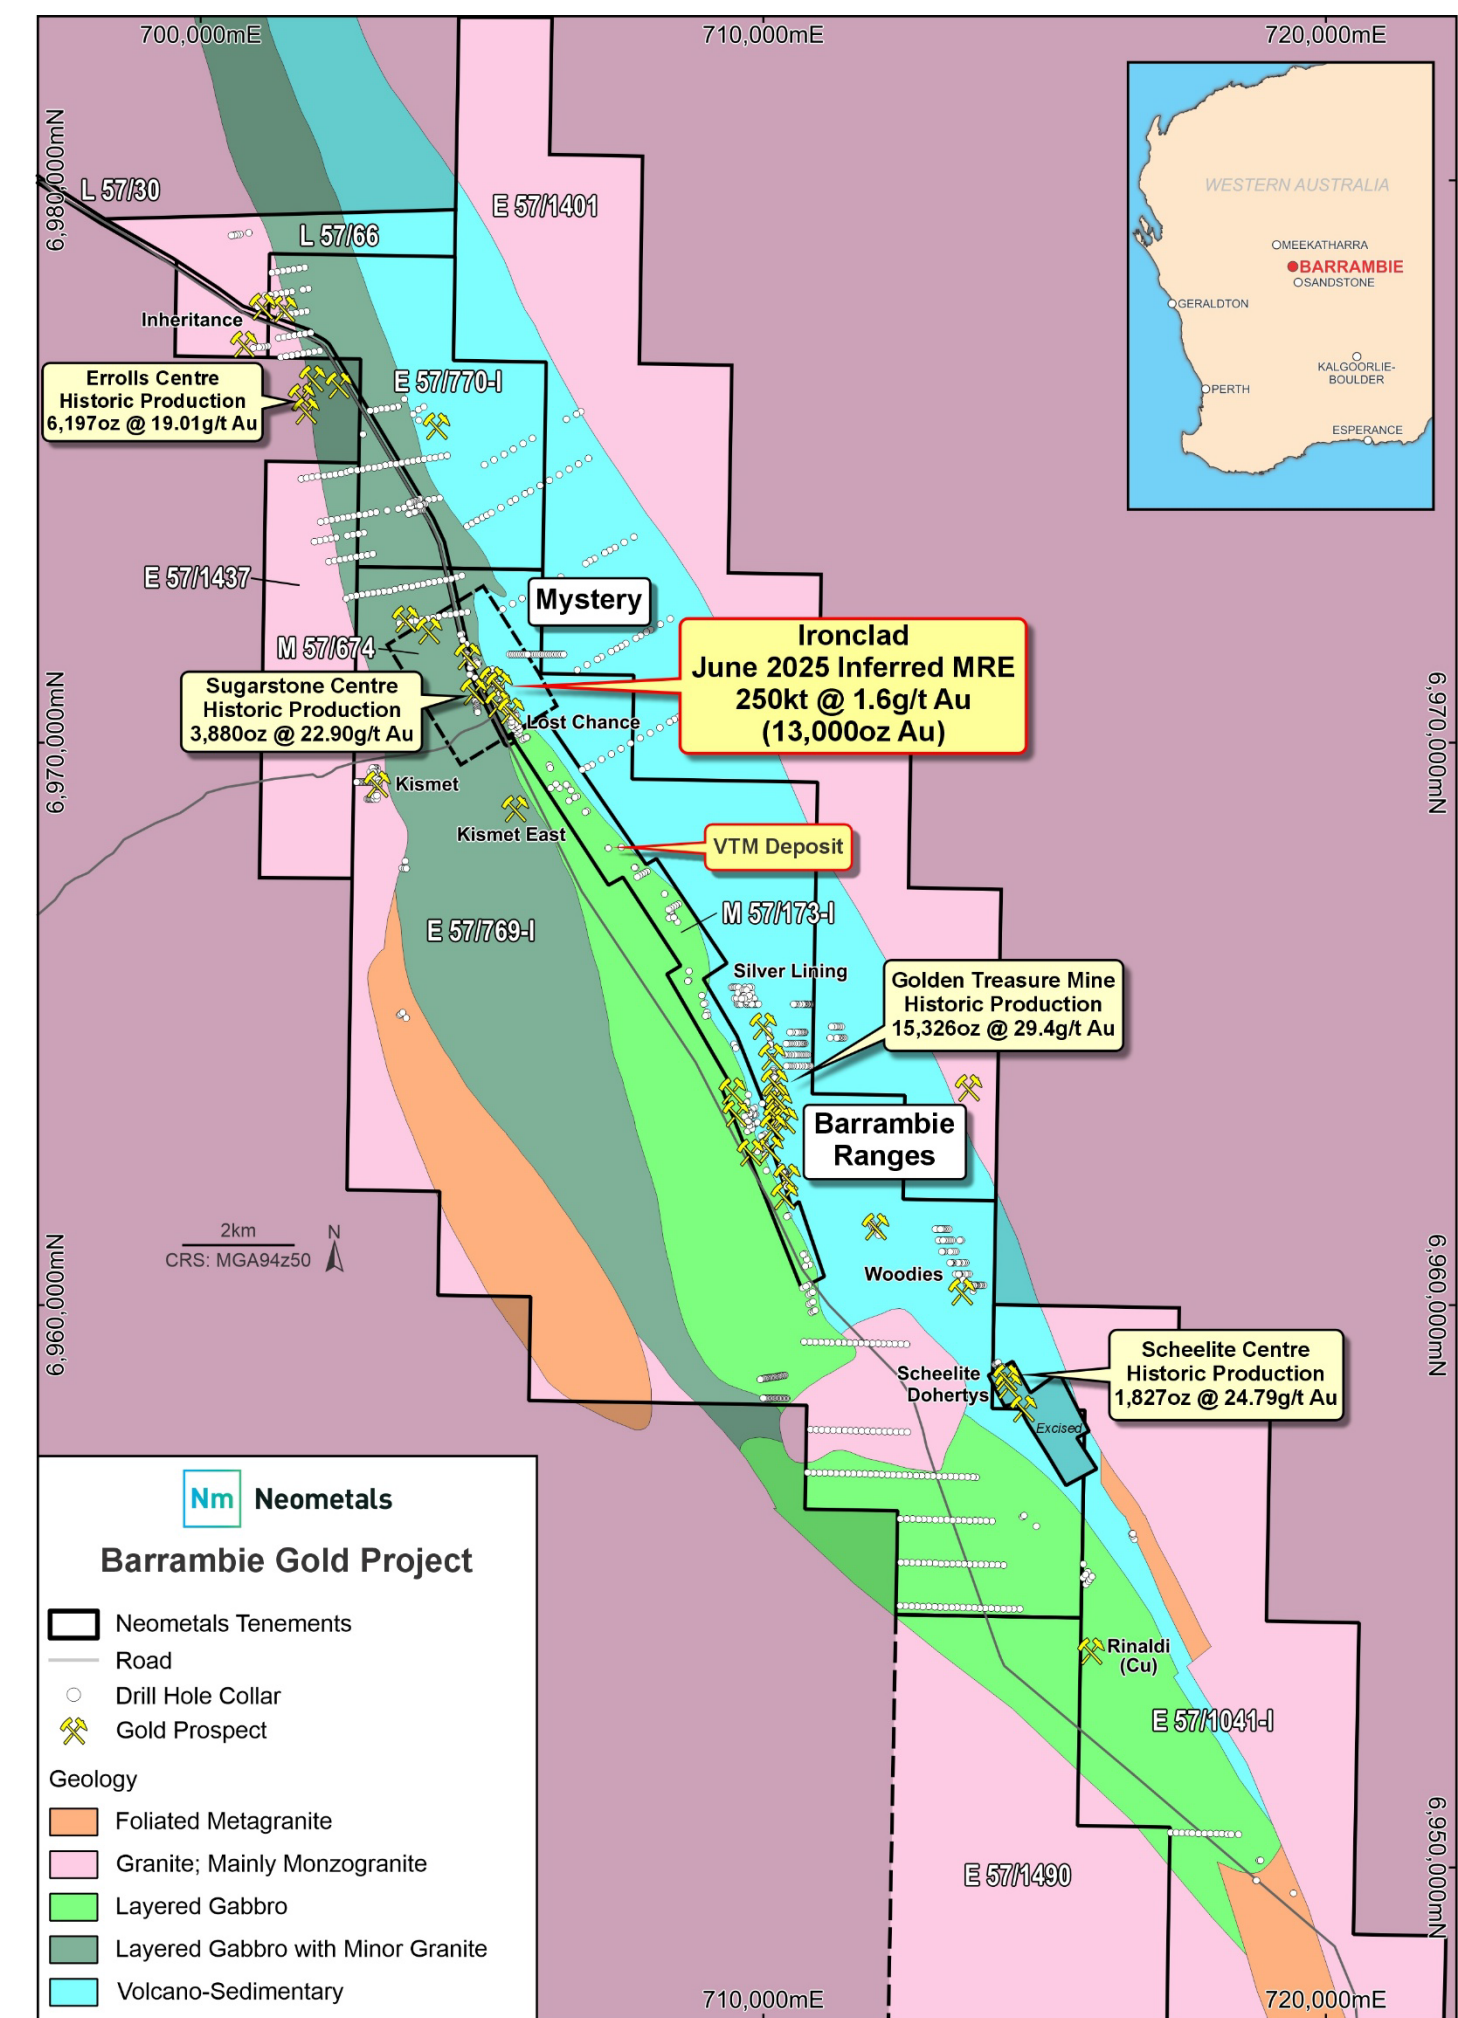 700,000mE
710,000mE
720,000mE
6,980,000mN
L 57/30
L 57/66
E 57/1401
WESTERN AUSTRALIA
MEEKATHARRA
BARRAMBIE
SANDSTONE
GERALDTON
KALGOORLIE-
BOULDER
PERTH
ESPERANCE
Inheritance
Errolls Centre
Historic Production
6,197oz @ 19.01g/t Au
E 57/770-I
E 57/1437
Mystery
M 57/674
Ironclad
June 2025 Inferred MRE
250kt @ 1.6g/t Au
(13,000oz Au)
Sugarstone Centre
Historic Production
3,880oz @ 22.90g/t Au
Lost Chance
6,970,000mN
6,970,000mN
Kismet
Kismet East
VTM Deposit
E 57/769-I
M 57/173-I
Silver Lining
Golden Treasure Mine
Historic Production
15,326oz @ 29.4g/t Au
Barrambie
Ranges
2km
N
CRS: MGA94z50
Woodies
6,960,000mN
6,960,000mN
Scheelite
Dohertys
Scheelite Centre
Historic Production
1,827oz @ 24.79g/t Au
Excised
Nm Neometals
Barrambie Gold Project
Neometals Tenements
Road
Drill Hole Collar
Gold Prospect
Geology
Foliated Metagranite
Granite; Mainly Monzogranite
Layered Gabbro
Layered Gabbro with Minor Granite
Volcano-Sedimentary
Rinaldi
(Cu)
E 57/1041-I
E 57/1490
6,950,000mN
710,000mE
720,000mE